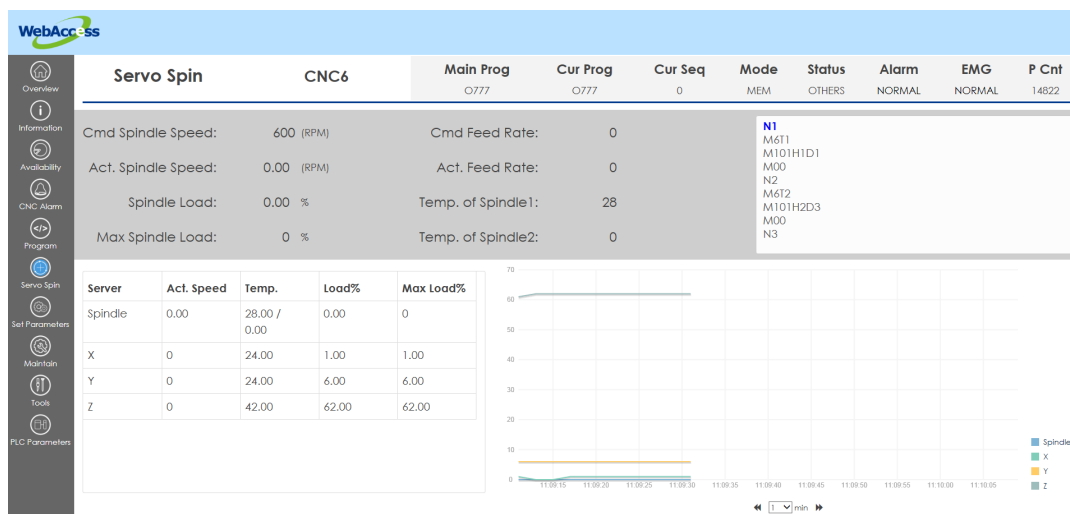 WebAccess
Overview
Information
Availability
CNC Alarm
Program
Servo Spin
Set Parameters
Maintain
Tools
PLC Parameters
Servo Spin CNC6 Main Prog Cur Prog Cur Seq Mode Status Alarm EMG P Cnt
O777 O777 0 MEM OTHERS NORMAL NORMAL 14822
Cmd Spindle Speed: 600 (RPM) Cmd Feed Rate: 0
Act. Spindle Speed: 0.00 (RPM) Act. Feed Rate: 0
Spindle Load: 0.00 % Temp. of Spindle1: 28
Max Spindle Load: 0 % Temp. of Spindle2: 0
N1
M6T1
M101H1D1
M00
N2
M6T2
M101H2D3
M00
N3
Server Act. Speed Temp. Load% Max Load%
Spindle 0.00 28.00 / 0.00 0
0.00
X 0 24.00 1.00 1.00
Y 0 24.00 6.00 6.00
Z 0 42.00 62.00 62.00
70
60
50
40
30
20
10
0
11:09:15 11:09:20 11:09:25 11:09:30 11:09:35 11:09:40 11:09:45 11:09:50 11:09:55 11:10:00 11:10:05
Spindle
X
Y
Z
1 min